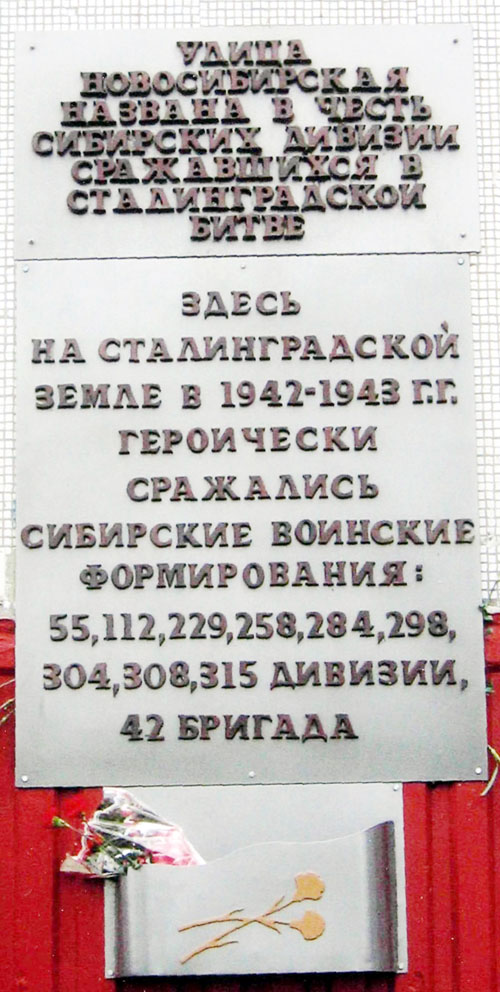 УЛИЦА
НОВОСИБИРСКАЯ
НАЗВАНА В ЧЕСТЬ
СИБИРСКИХ ДИВИЗИИ
СРАЖАВШИХСЯ В
СТАЛИНГРАДСКОЙ
БИТВЕ
ЗДЕСЬ
НА СТАЛИНГРАДСКОЙ
ЗЕМЛЕ В 1942-1943 Г.Г.
ГЕРОИЧЕСКИ
СРАЖАЛИСЬ
СИБИРСКИЕ ВОИНСКИЕ
ФОРМИРОВАНИЯ:
55,112,229,258,284,298,
304,308,315 ДИВИЗИИ,
42 БРИГАДА